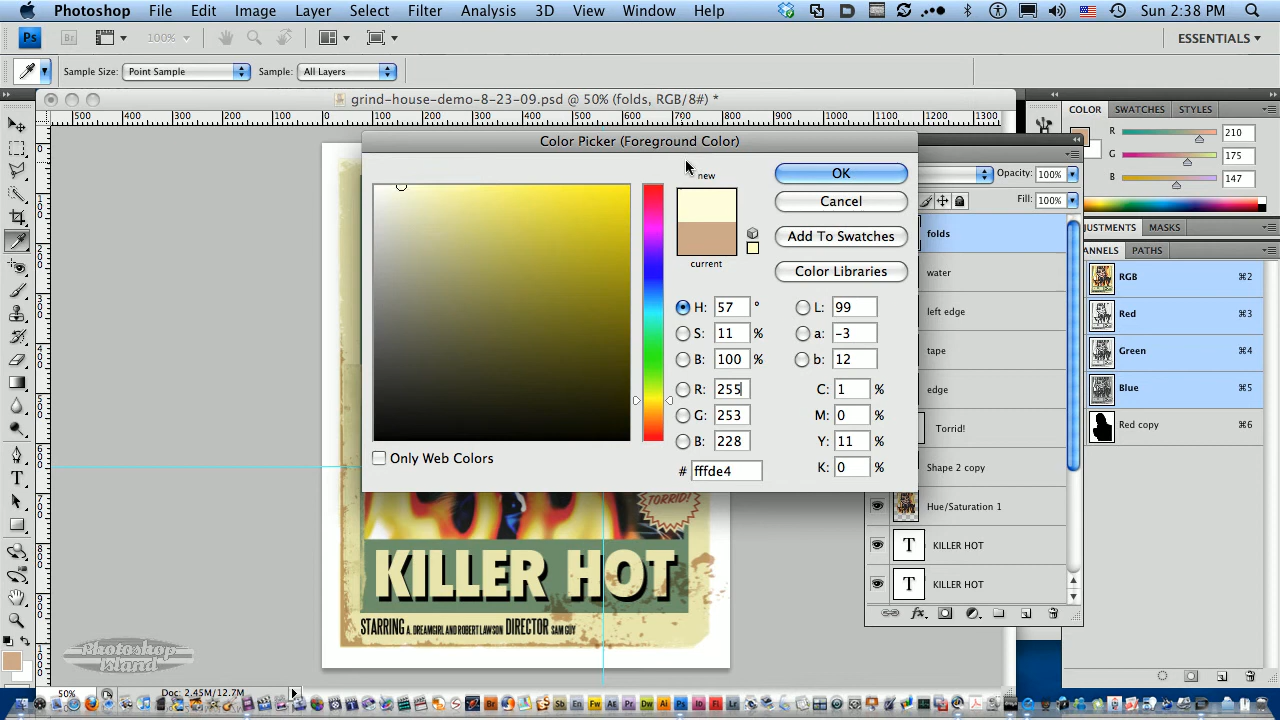 Photoshop File Edit Image Layer Select Filter Analysis 3D View Window Help Sun 2:38 PM
Ps Br 100% ESSENTIALS
Sample Size: Point Sample Sample: All Layers
grind-house-demo-8-23-09.psd @ 50% (folds, RGB/8#) *
500 400 300 200 100 0 100 200 300 400 500 600 700 800 900 1000 1100 1200 1300
COLOR SWATCHES STYLES
R 210
G 175
B 147
Color Picker (Foreground Color)
new
current
OK
Cancel
Add To Swatches
Color Libraries
H: 57 °
S: 11 %
B: 100 %
R: 255
G: 253
B: 228
# fffde4
L: 99
a: -3
b: 12
C: 1 %
M: 0 %
Y: 11 %
K: 0 %
Only Web Colors
Opacity: 100%
Fill: 100%
folds
water
left edge
tape
edge
Torrid!
Shape 2 copy
Hue/Saturation 1
T KILLER HOT
T KILLER HOT
JUSTMENTS MASKS
ANNELS PATHS
RGB ⌘2
Red ⌘3
Green ⌘4
Blue ⌘5
Red copy ⌘6
TORRID!
KILLER HOT
STARRING A. DREAMGIRL AND ROBERT LAWSON DIRECTOR SAM GUY
Photoshop
Island
50% Doc: 2.45M/12.7M